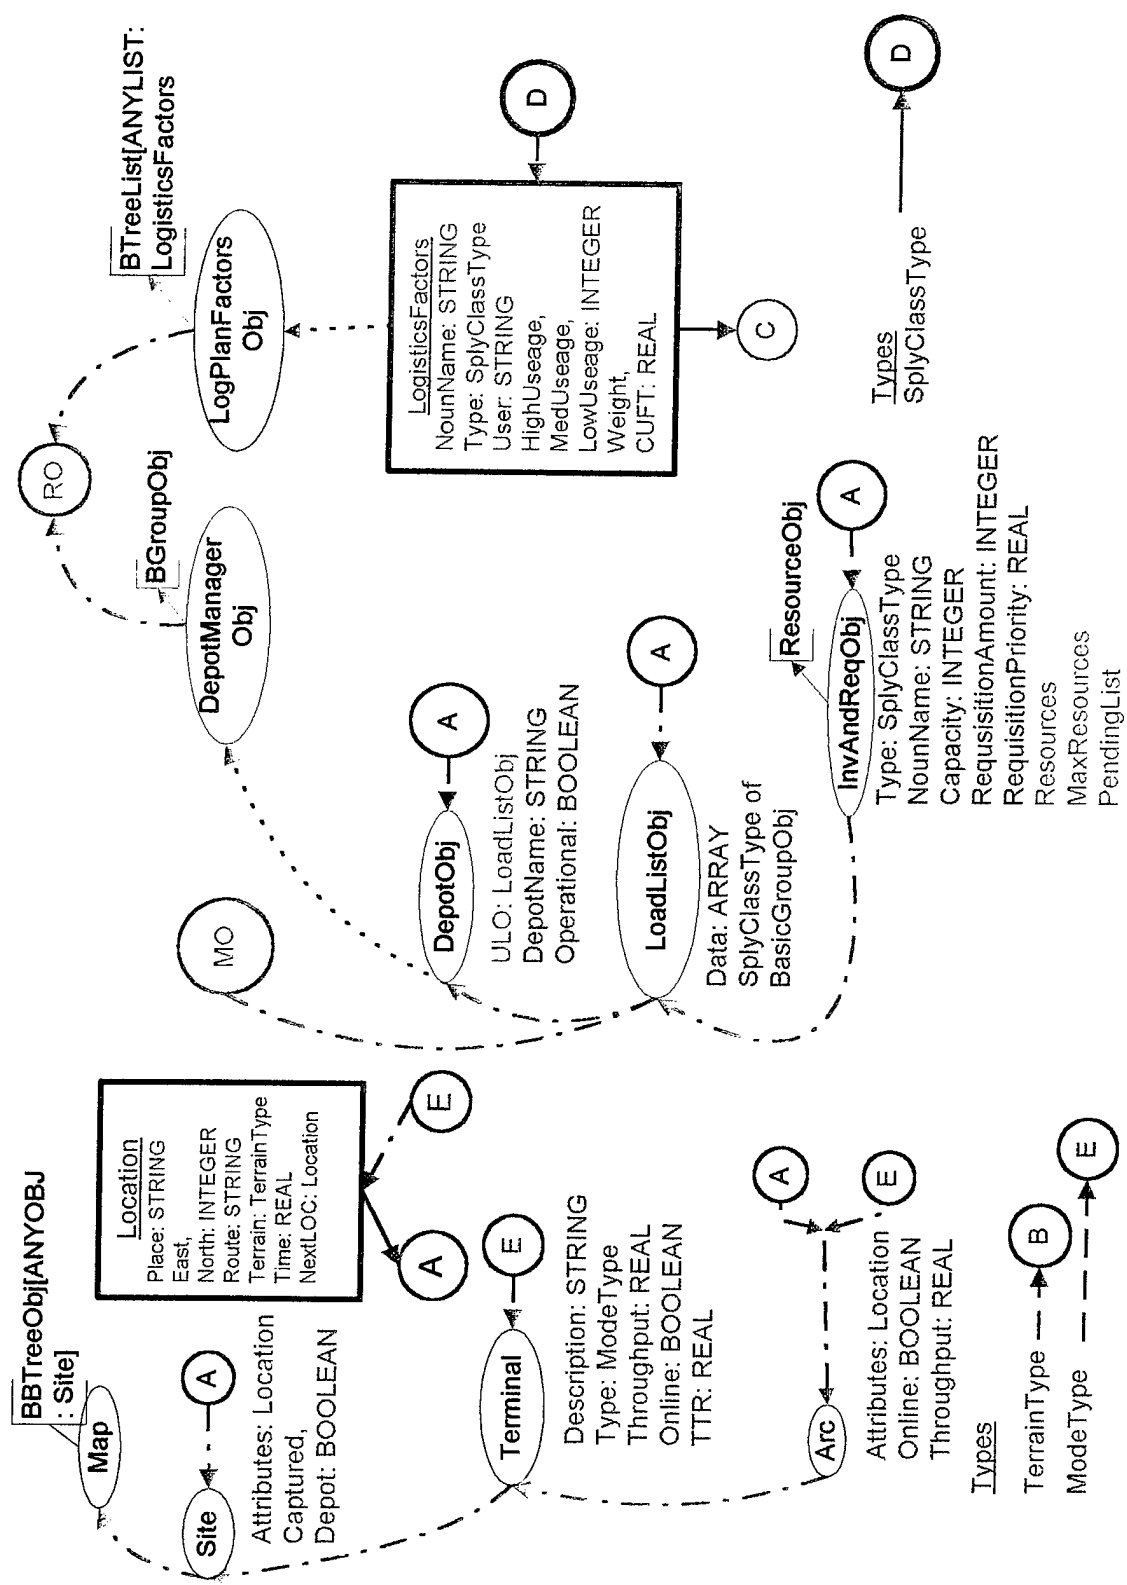 BBTreeObj[ANYOBJ
: Site]
Map
Site
A
Attributes: Location
Captured,
Depot: BOOLEAN
Location
Place: STRING
East,
North: INTEGER
Route: STRING
Terrain: TerrainType
Time: REAL
NextLOC: Location
A
E
Terminal
E
Description: STRING
Type: ModeType
Throughput: REAL
Online: BOOLEAN
TTR: REAL
Arc
A
E
Attributes: Location
Online: BOOLEAN
Throughput: REAL
Types
TerrainType
B
ModeType
E
MO
RO
DepotManager
Obj
BGroupObj
DepotObj
A
ULO: LoadListObj
DepotName: STRING
Operational: BOOLEAN
LoadListObj
A
Data: ARRAY
SplyClassType of
BasicGroupObj
ResourceObj
InvAndReqObj
A
Type: SplyClassType
NounName: STRING
Capacity: INTEGER
RequsisitionAmount: INTEGER
RequisitionPriority: REAL
Resources
MaxResources
PendingList
BTreeList[ANYLIST:
LogisticsFactors
LogPlanFactors
Obj
LogisticsFactors
NounName: STRING
Type: SplyClassType
User: STRING
HighUseage,
MedUseage,
LowUseage: INTEGER
Weight,
CUFT: REAL
D
C
Types
SplyClassType
D